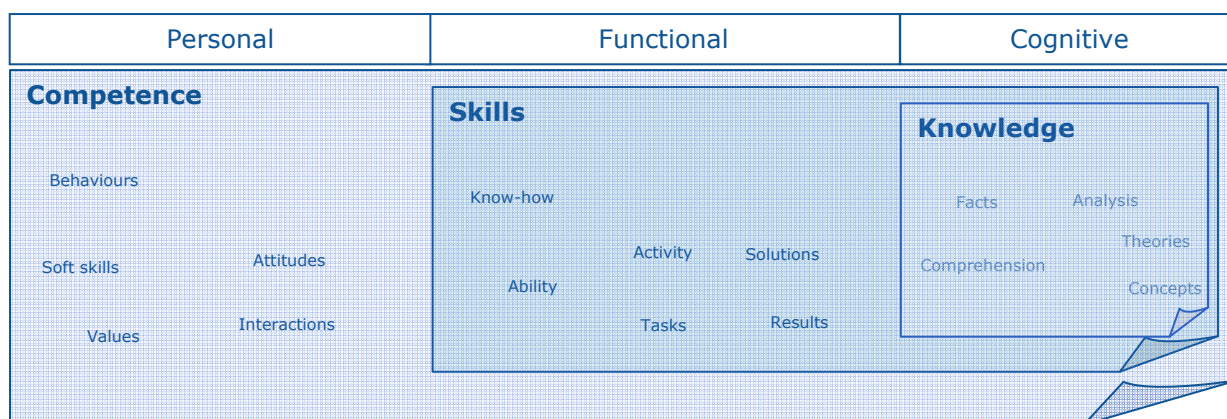 Personal
Functional
Cognitive
Competence
Behaviours
Soft skills
Attitudes
Values
Interactions
Skills
Know-how
Activity
Solutions
Ability
Tasks
Results
Knowledge
Facts
Analysis
Theories
Comprehension
Concepts